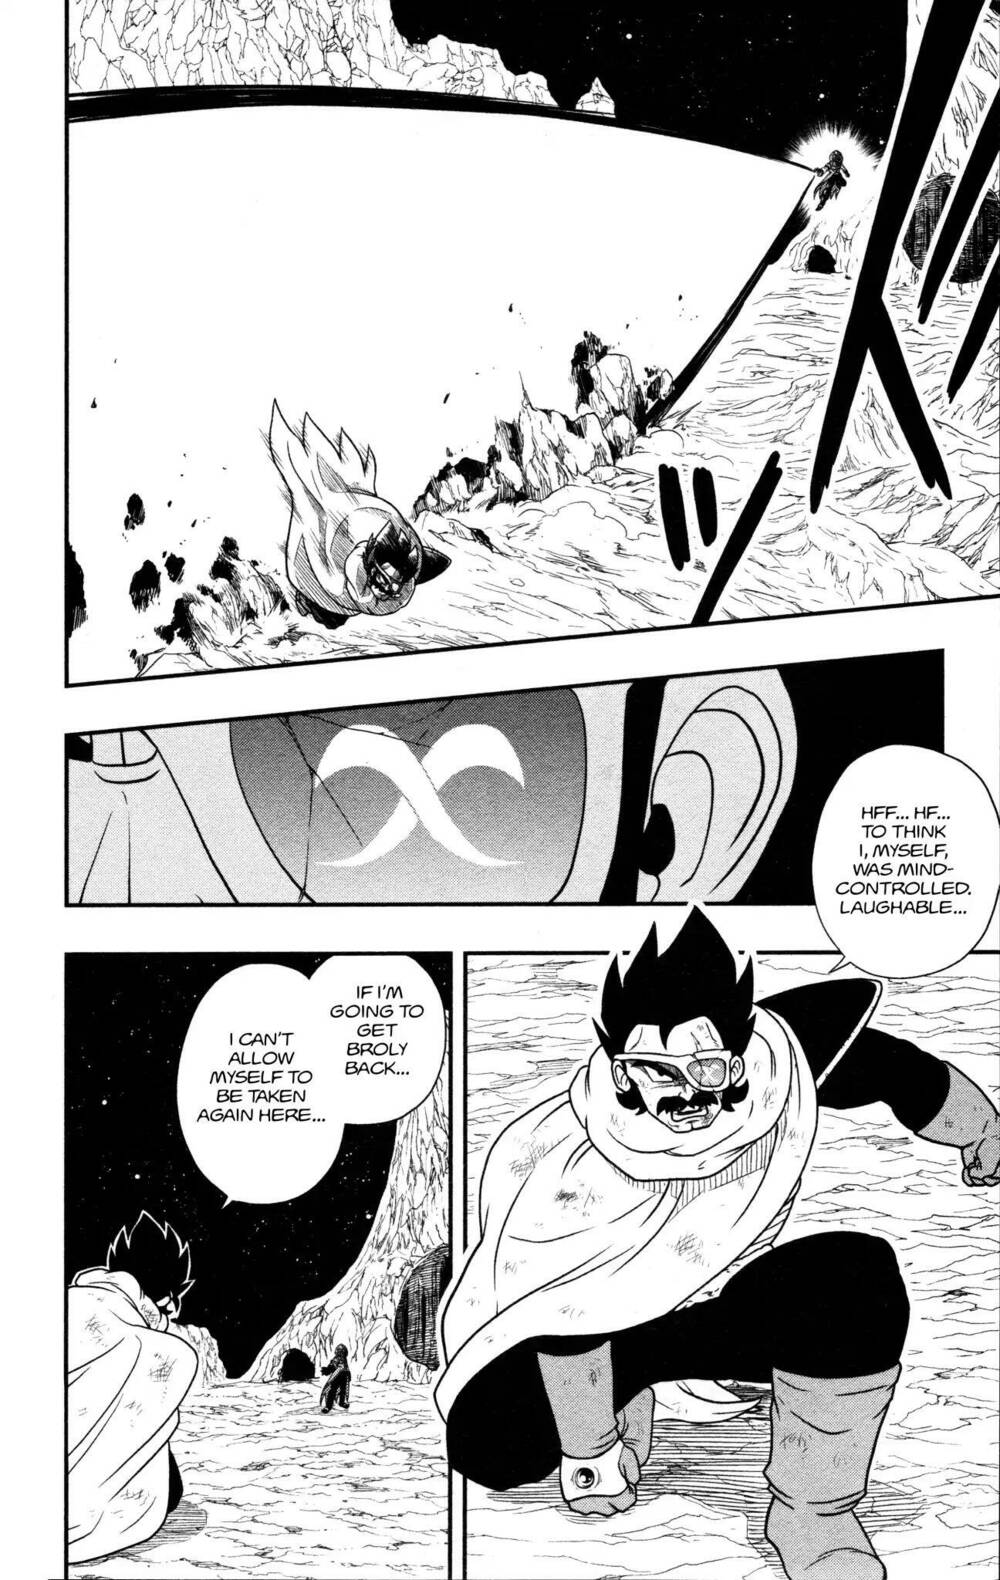 ツ
HFF... HF...
TO THINK
I, MYSELF,
WAS MIND-
CONTROLLED.
LAUGHABLE...
IF I'M
GOING TO
GET
BROLY
BACK...
I CAN'T
ALLOW
MYSELF TO
BE TAKEN
AGAIN HERE...